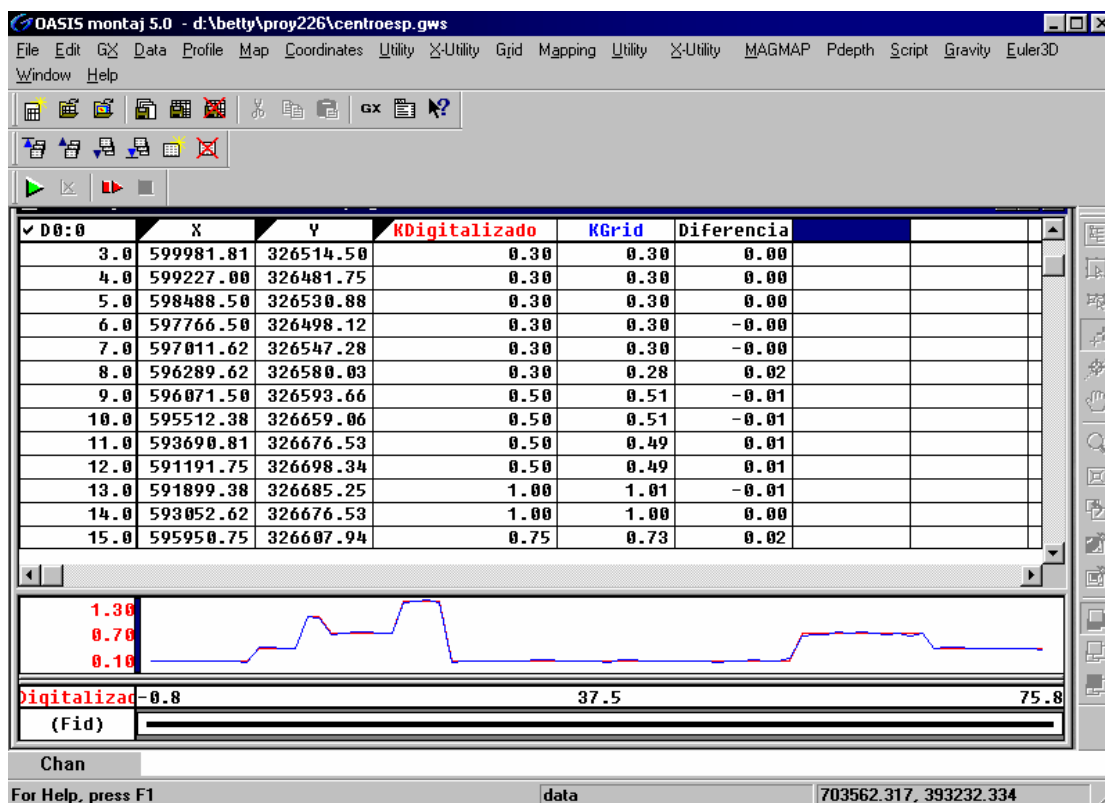 OASIS montaj 5.0 - d:\betty\proy226\centroesp.gws
File Edit GX Data Profile Map Coordinates Utility X-Utility Grid Mapping Utility X-Utility MAGMAP Pdepth Script Gravity Euler3D
Window Help
GX
D0:0 X Y KDigitalizado KGrid Diferencia
3.0 599981.81 326514.50 0.30 0.30 0.00
4.0 599227.00 326481.75 0.30 0.30 0.00
5.0 598488.50 326530.88 0.30 0.30 0.00
6.0 597766.50 326498.12 0.30 0.30 -0.00
7.0 597011.62 326547.28 0.30 0.30 -0.00
8.0 596289.62 326580.03 0.30 0.28 0.02
9.0 596071.50 326593.66 0.50 0.51 -0.01
10.0 595512.38 326659.06 0.50 0.51 -0.01
11.0 593690.81 326676.53 0.50 0.49 0.01
12.0 591191.75 326698.34 0.50 0.49 0.01
13.0 591899.38 326685.25 1.00 1.01 -0.01
14.0 593052.62 326676.53 1.00 1.00 0.00
15.0 595950.75 326607.94 0.75 0.73 0.02
1.30
0.70
0.10
Digitalizad -0.8 37.5 75.8
(Fid)
Chan
For Help, press F1 data 703562.317, 393232.334